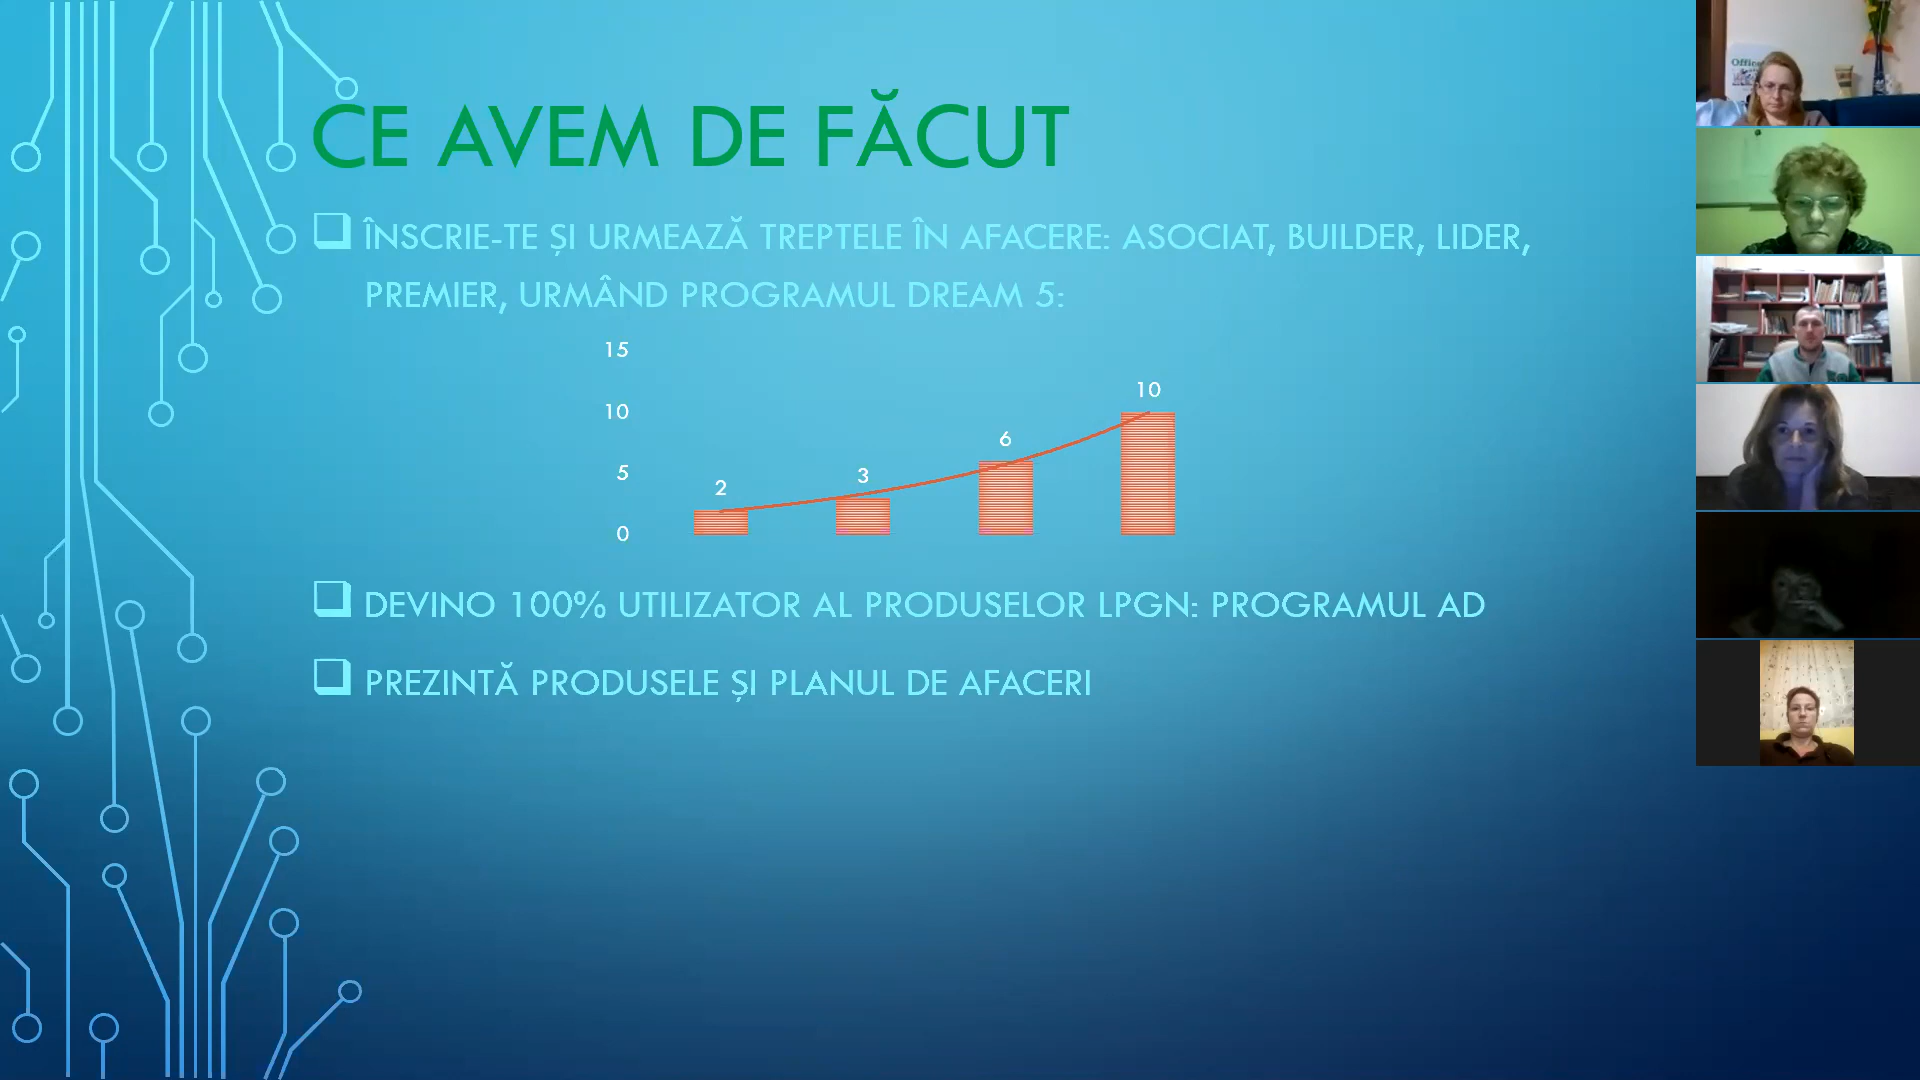 CE AVEM DE FĂCUT
ÎNSCRIE-TE ȘI URMEAZĂ TREPTELE ÎN AFACERE: ASOCIAT, BUILDER, LIDER,
PREMIER, URMÂND PROGRAMUL DREAM 5:
15
10
5
0
2
3
6
10
DEVINO 100% UTILIZATOR AL PRODUSELOR LPGN: PROGRAMUL AD
PREZINTĂ PRODUSELE ȘI PLANUL DE AFACERI